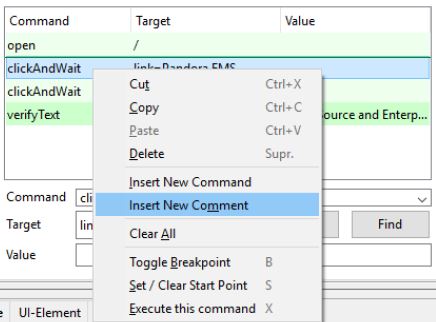 Command Target Value
open /
clickAndWait link=Pandora FMS
clickAndWait
verifyText Source and Enterp...
Cut Ctrl+X
Copy Ctrl+C
Paste Ctrl+V
Delete Supr.
Insert New Command
Insert New Comment
Clear All
Toggle Breakpoint B
Set / Clear Start Point S
Execute this command X
Command cli
Target lin Find
Value
UI-Element